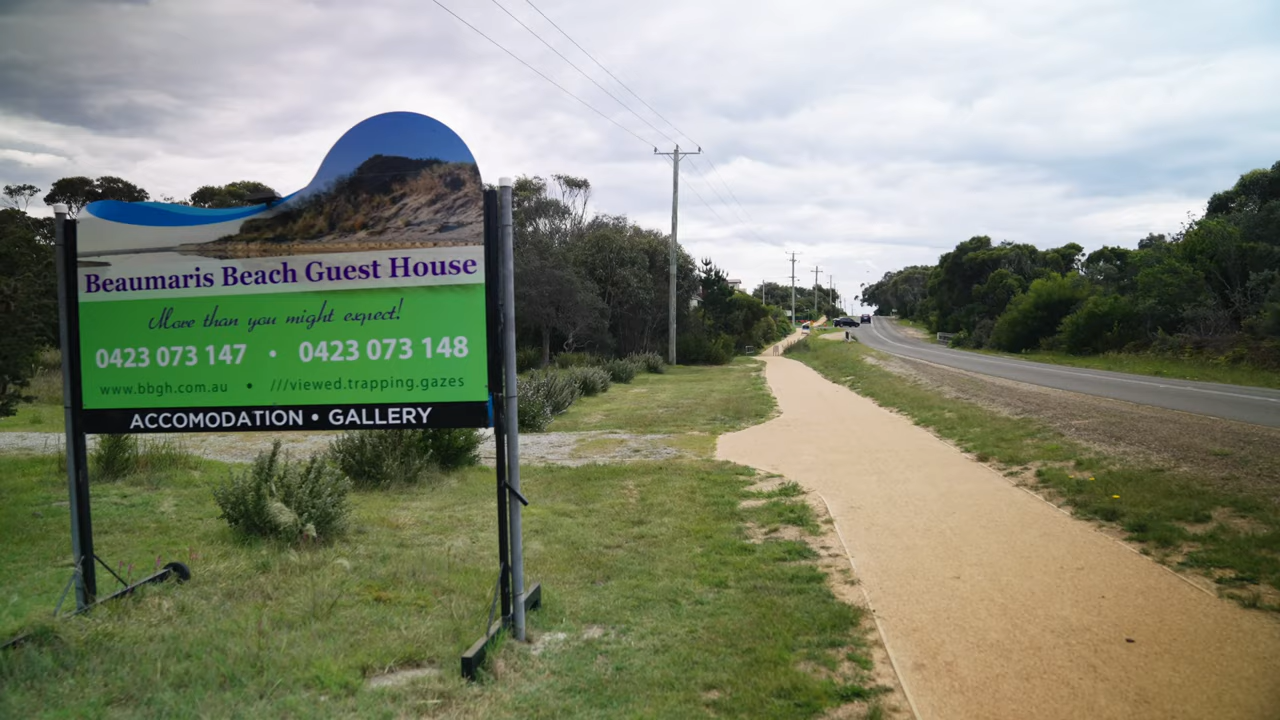 Beaumaris Beach Guest House
More than you might expect!
0423 073 147 • 0423 073 148
www.bbgh.com.au • ///viewed.trapping.gazes
ACCOMODATION • GALLERY